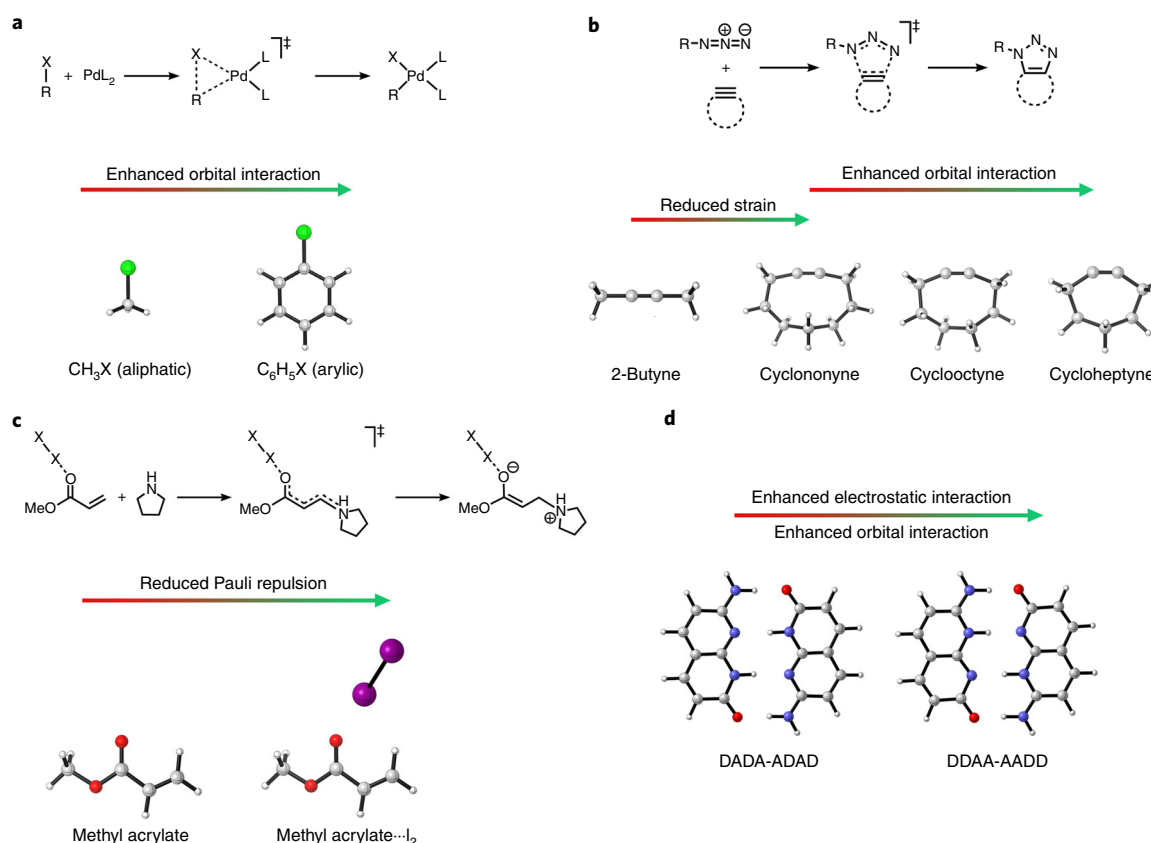 a
X
R
+ PdL₂
X
R
Pd
L
L
‡
X
R
Pd
L
L
Enhanced orbital interaction
CH₃X (aliphatic)
C₆H₅X (arylic)
b
R–N=N=N
⊕ ⊖
+
R
N
N
N
‡
R
N
N
N
Enhanced orbital interaction
Reduced strain
2-Butyne
Cyclononyne
Cyclooctyne
Cycloheptyne
c
X
X
O
MeO
+
H
N
X
X
O
MeO
H
N
‡
X
X
O
⊖
MeO
H
N
⊕
Reduced Pauli repulsion
Methyl acrylate
Methyl acrylate···I₂
d
Enhanced electrostatic interaction
Enhanced orbital interaction
DADA-ADAD
DDAA-AADD